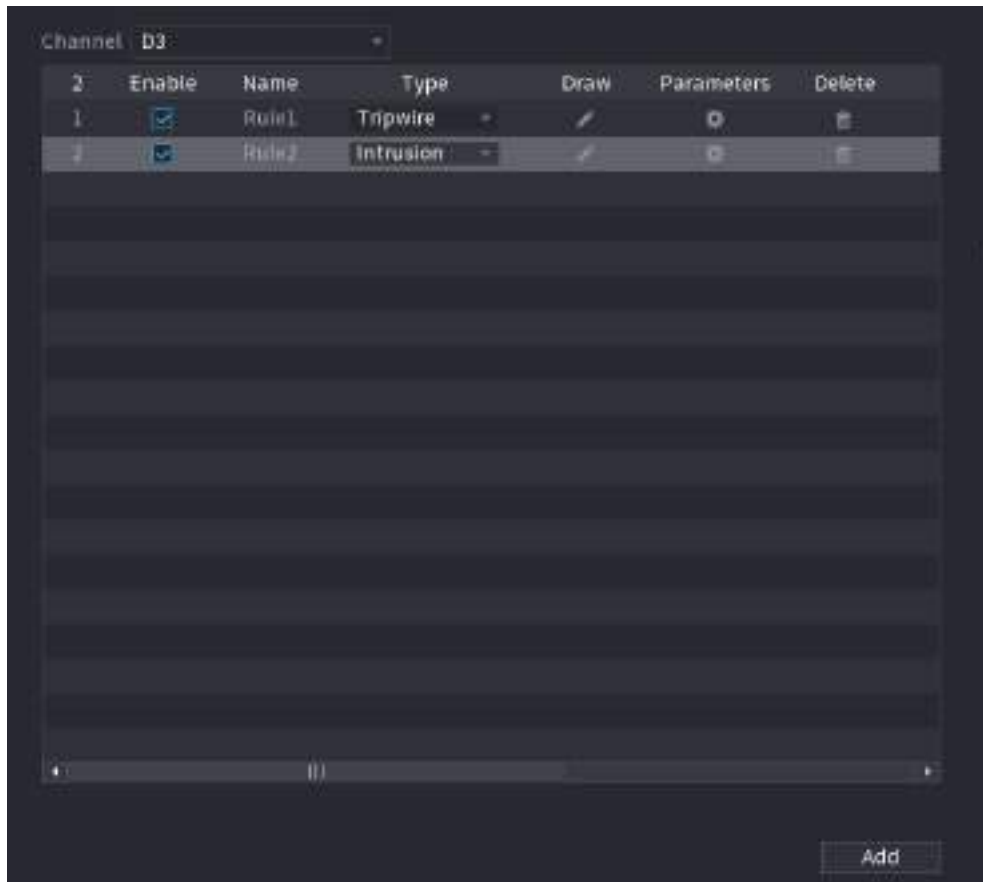 Channel D3
2 Enable Name Type Draw Parameters Delete
1 Rule1 Tripwire
2 Rule2 Intrusion
Add